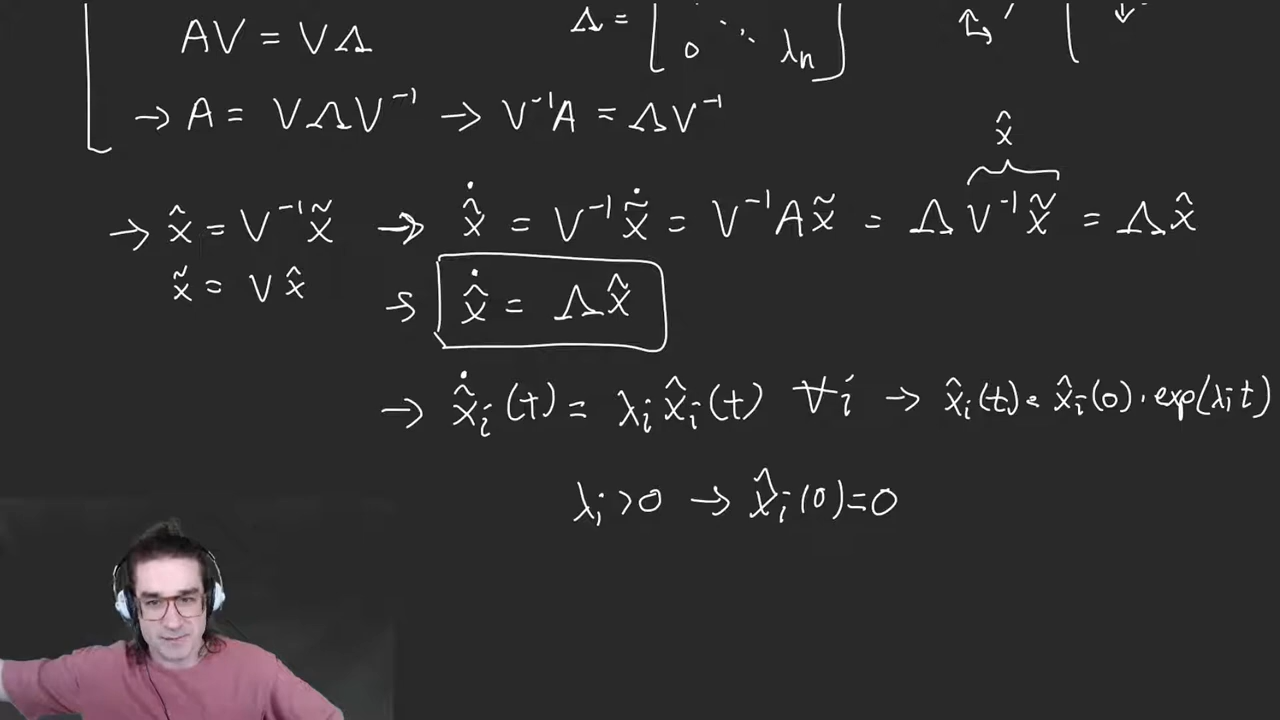 AV = VΛ
Λ = [ ⋱ 0 λₙ ]
→ A = VΛV⁻¹ → V⁻¹A = ΛV⁻¹
x̂
→ x̂ = V⁻¹x̃ → ẋ̂ = V⁻¹ẋ̃ = V⁻¹Ax̃ = ΛV⁻¹x̃ = Λx̂
x̃ = Vx̂
→ ẋ̂ = Λx̂
→ ẋ̂ᵢ(t) = λᵢx̂ᵢ(t) ∀i → x̂ᵢ(t) = x̂ᵢ(0)·exp(λᵢt)
λᵢ > 0 → x̂ᵢ(0) = 0